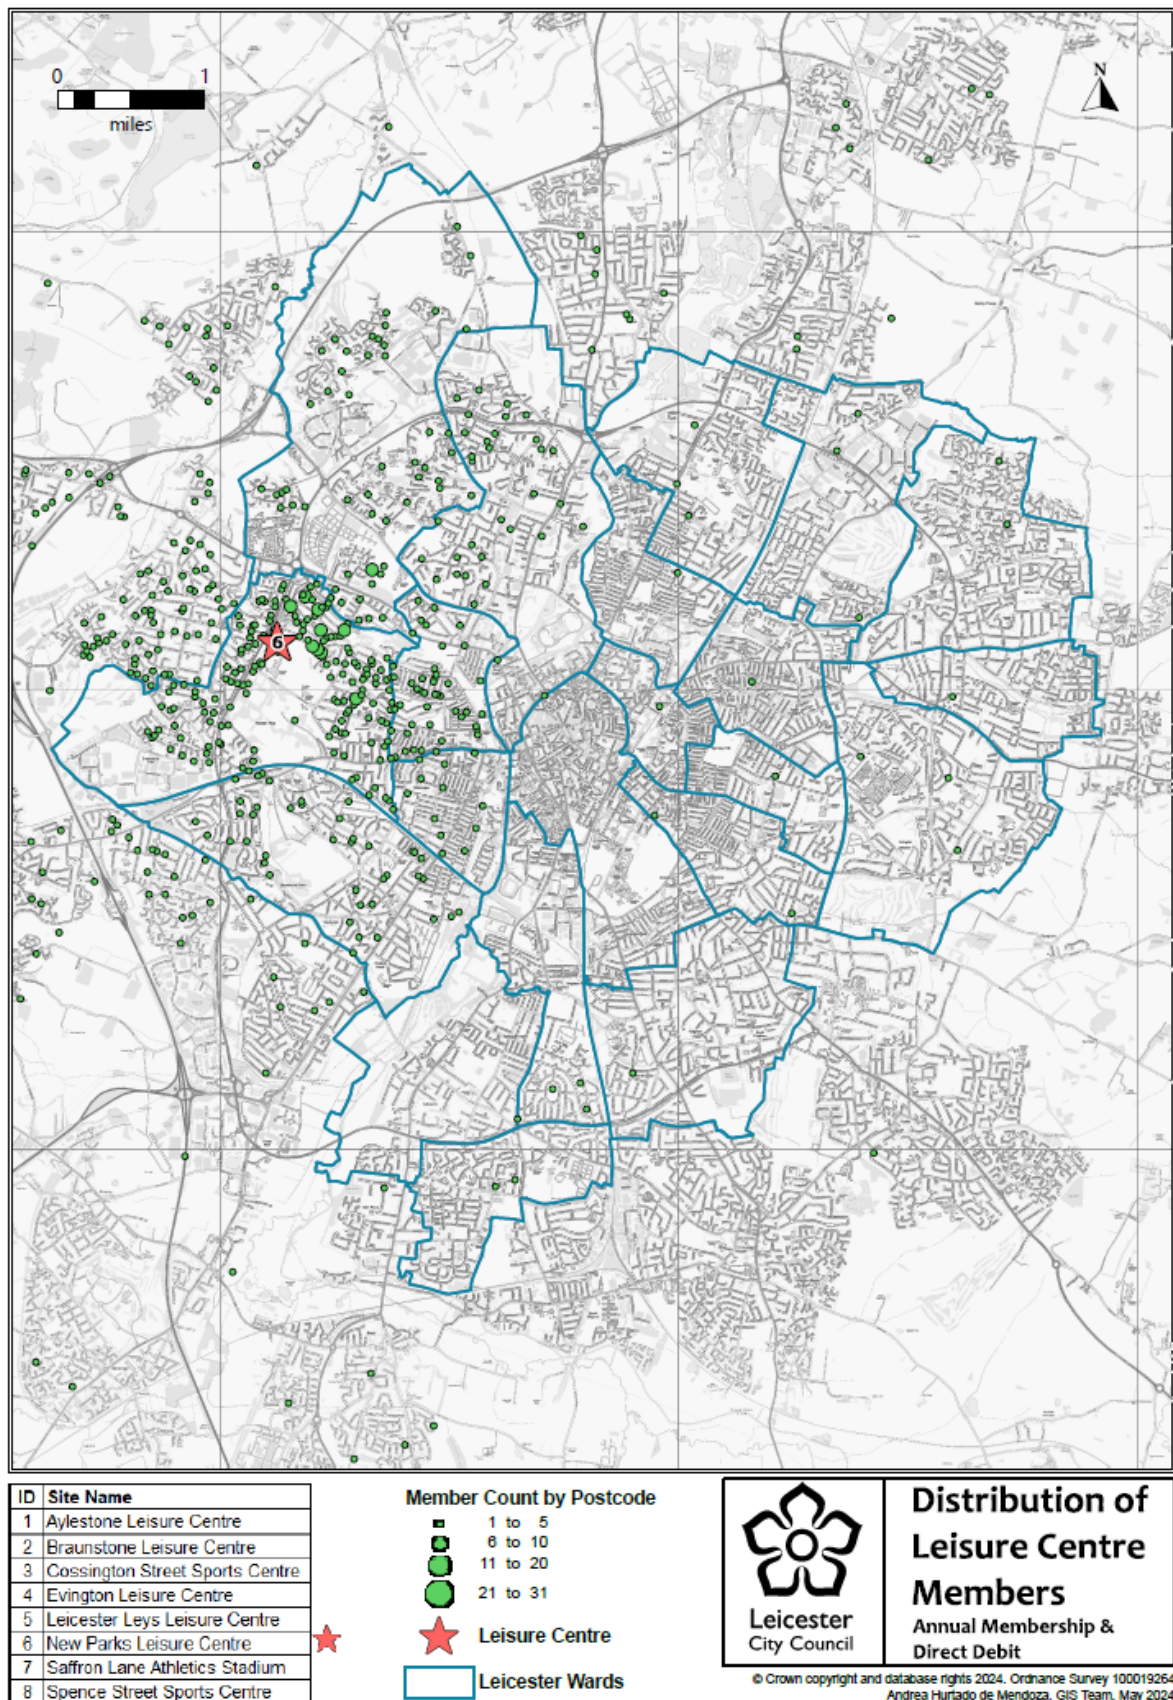 0 1
miles
N
6
ID Site Name
1 Aylestone Leisure Centre
2 Braunstone Leisure Centre
3 Cossington Street Sports Centre
4 Evington Leisure Centre
5 Leicester Leys Leisure Centre
6 New Parks Leisure Centre
7 Saffron Lane Athletics Stadium
8 Spence Street Sports Centre
Member Count by Postcode
1 to 5
6 to 10
11 to 20
21 to 31
Leisure Centre
Leicester Wards
Leicester
City Council
Distribution of
Leisure Centre
Members
Annual Membership &
Direct Debit
© Crown copyright and database rights 2024. Ordnance Survey 100019264
Andrea Hurtado de Mendoza, GIS Team, May 2024